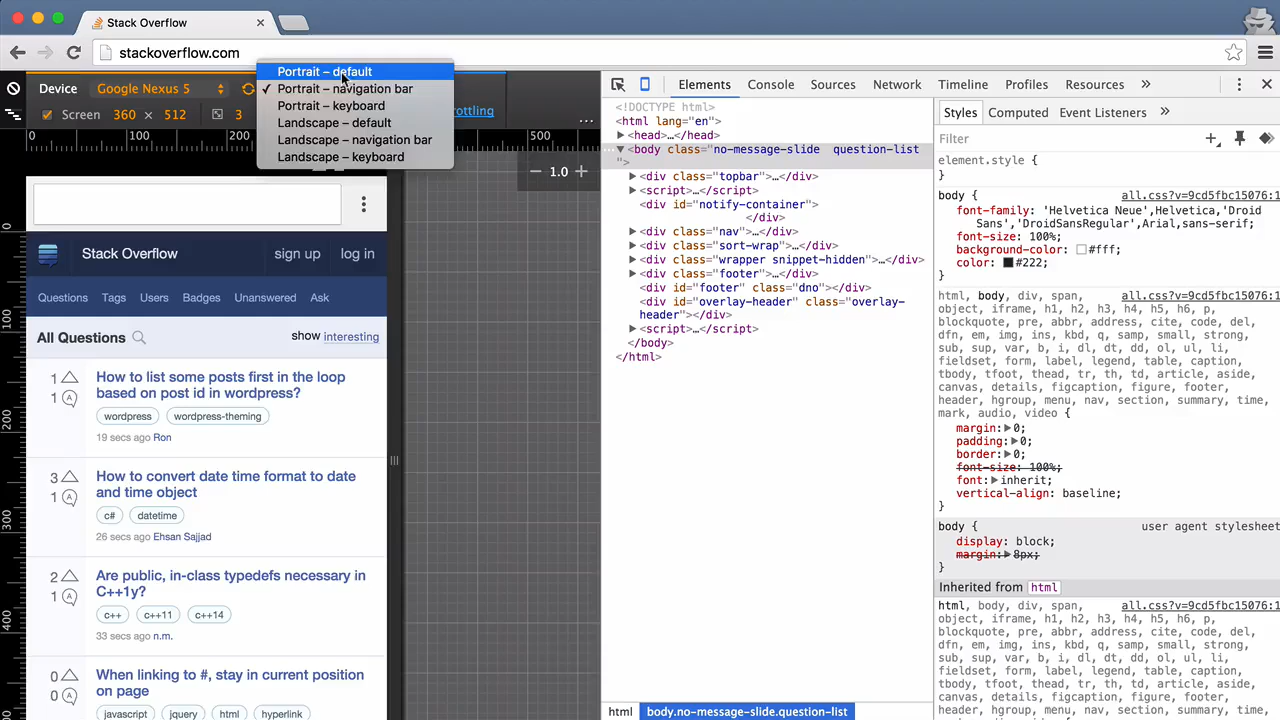 Stack Overflow
stackoverflow.com
Portrait – default
✓ Portrait – navigation bar
Portrait – keyboard
Landscape – default
Landscape – navigation bar
Landscape – keyboard
Device Google Nexus 5
Screen 360 × 512 3
ottling
...
0 100 200 500
− 1.0 +
0
100
200
300
400
Stack Overflow sign up log in
Questions Tags Users Badges Unanswered Ask
All Questions show interesting
1
1
How to list some posts first in the loop
based on post id in wordpress?
wordpress wordpress-theming
19 secs ago Ron
3
1
How to convert date time format to date
and time object
c# datetime
26 secs ago Ehsan Sajjad
2
1
Are public, in-class typedefs necessary in
C++1y?
c++ c++11 c++14
33 secs ago n.m.
0
0
When linking to #, stay in current position
on page
javascript jquery html hyperlink
Elements Console Sources Network Timeline Profiles Resources »
<!DOCTYPE html>
<html lang="en">
▶<head>…</head>
...▼<body class="no-message-slide question-list
">
▶<div class="topbar">…</div>
▶<script>…</script>
<div id="notify-container">
</div>
▶<div class="nav">…</div>
▶<div class="sort-wrap">…</div>
▶<div class="wrapper snippet-hidden">…</div>
▶<div class="footer">…</div>
<div id="footer" class="dno"></div>
<div id="overlay-header" class="overlay-
header"></div>
▶<script>…</script>
</body>
</html>
html body.no-message-slide.question-list
Styles Computed Event Listeners »
Filter
element.style {
}
body { all.css?v=9cd5fbc15076:1
font-family: 'Helvetica Neue',Helvetica,'Droid
Sans','DroidSansRegular',Arial,sans-serif;
font-size: 100%;
background-color: #fff;
color: #222;
}
html, body, div, span, all.css?v=9cd5fbc15076:1
object, iframe, h1, h2, h3, h4, h5, h6, p,
blockquote, pre, abbr, address, cite, code, del,
dfn, em, img, ins, kbd, q, samp, small, strong,
sub, sup, var, b, i, dl, dt, dd, ol, ul, li,
fieldset, form, label, legend, table, caption,
tbody, tfoot, thead, tr, th, td, article, aside,
canvas, details, figcaption, figure, footer,
header, hgroup, menu, nav, section, summary, time,
mark, audio, video {
margin:▶0;
padding:▶0;
border:▶0;
font-size: 100%;
font:▶inherit;
vertical-align: baseline;
}
body { user agent stylesheet
display: block;
margin:▶8px;
}
Inherited from html
html, body, div, span, all.css?v=9cd5fbc15076:1
object, iframe, h1, h2, h3, h4, h5, h6, p,
blockquote, pre, abbr, address, cite, code, del,
dfn, em, img, ins, kbd, q, samp, small, strong,
sub, sup, var, b, i, dl, dt, dd, ol, ul, li,
fieldset, form, label, legend, table, caption,
tbody, tfoot, thead, tr, th, td, article, aside,
canvas, details, figcaption, figure, footer,
header, hgroup, menu, nav, section, summary, time,